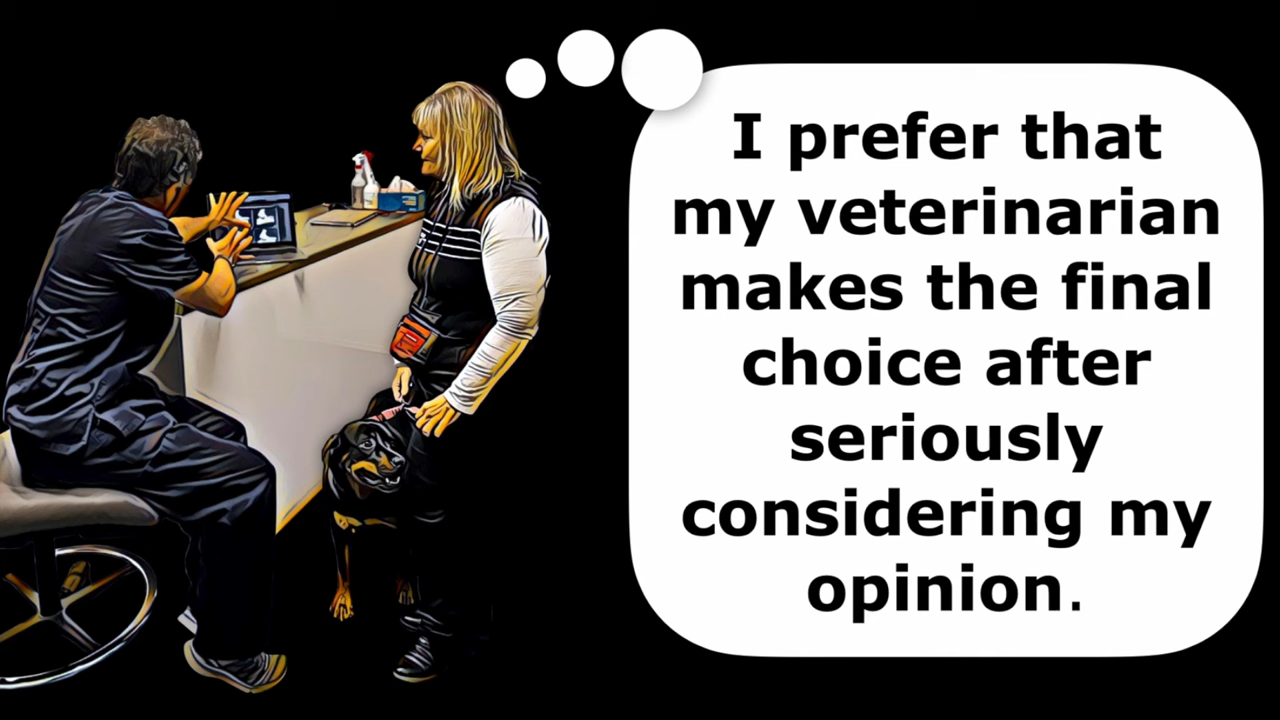 I prefer that
my veterinarian
makes the final
choice after
seriously
considering my
opinion.